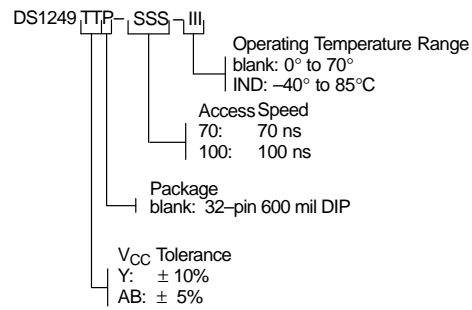 DS1249 TTP– SSS –III
Operating Temperature Range
blank: 0° to 70°
IND: –40° to 85°C
Access Speed
70: 70 ns
100: 100 ns
Package
blank: 32–pin 600 mil DIP
VCC Tolerance
Y: ± 10%
AB: ± 5%